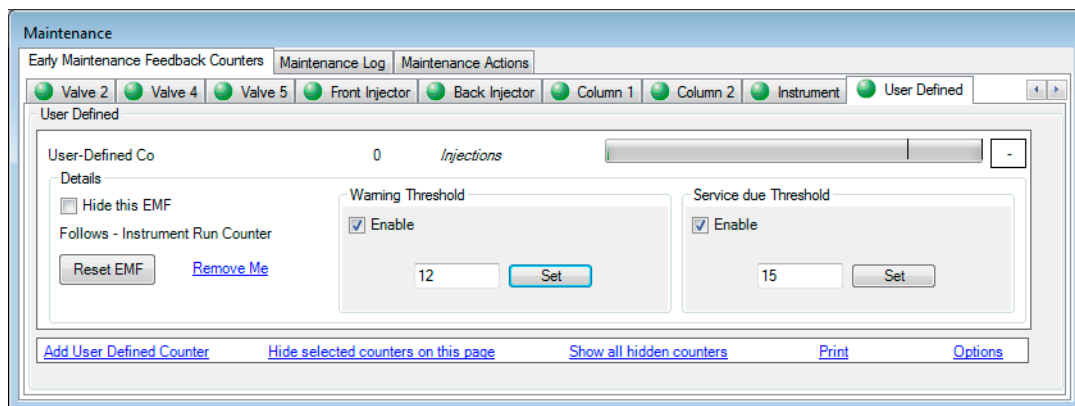 Maintenance
Early Maintenance Feedback Counters Maintenance Log Maintenance Actions
Valve 2 Valve 4 Valve 5 Front Injector Back Injector Column 1 Column 2 Instrument User Defined
User Defined
User-Defined Co 0 Injections -
Details
Hide this EMF
Follows - Instrument Run Counter
Reset EMF Remove Me
Warning Threshold
Enable
12 Set
Service due Threshold
Enable
15 Set
Add User Defined Counter Hide selected counters on this page Show all hidden counters Print Options